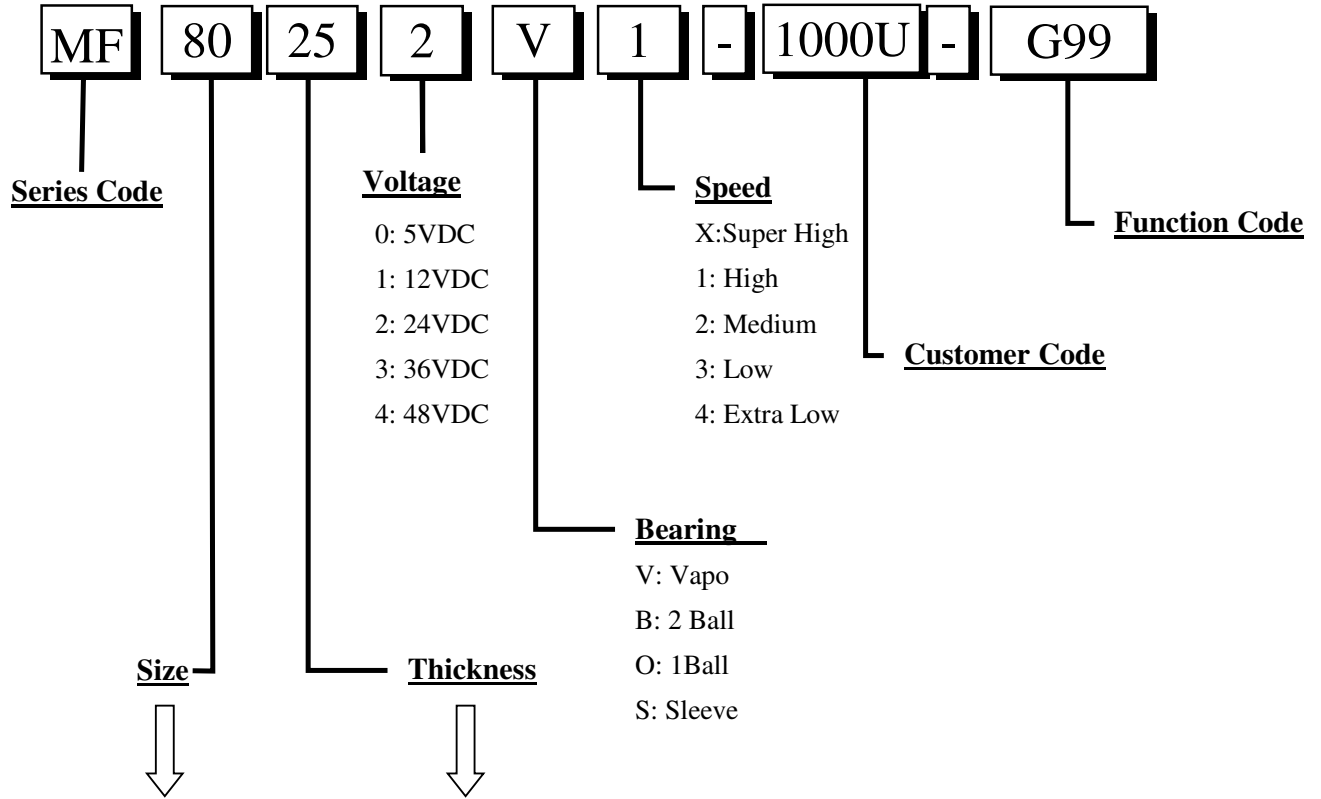 MF 80 25 2 V 1 - 1000U - G99
Series Code
Voltage
0: 5VDC
1: 12VDC
2: 24VDC
3: 36VDC
4: 48VDC
Speed
X:Super High
1: High
2: Medium
3: Low
4: Extra Low
Function Code
Customer Code
Bearing
V: Vapo
B: 2 Ball
O: 1Ball
S: Sleeve
Size
Thickness